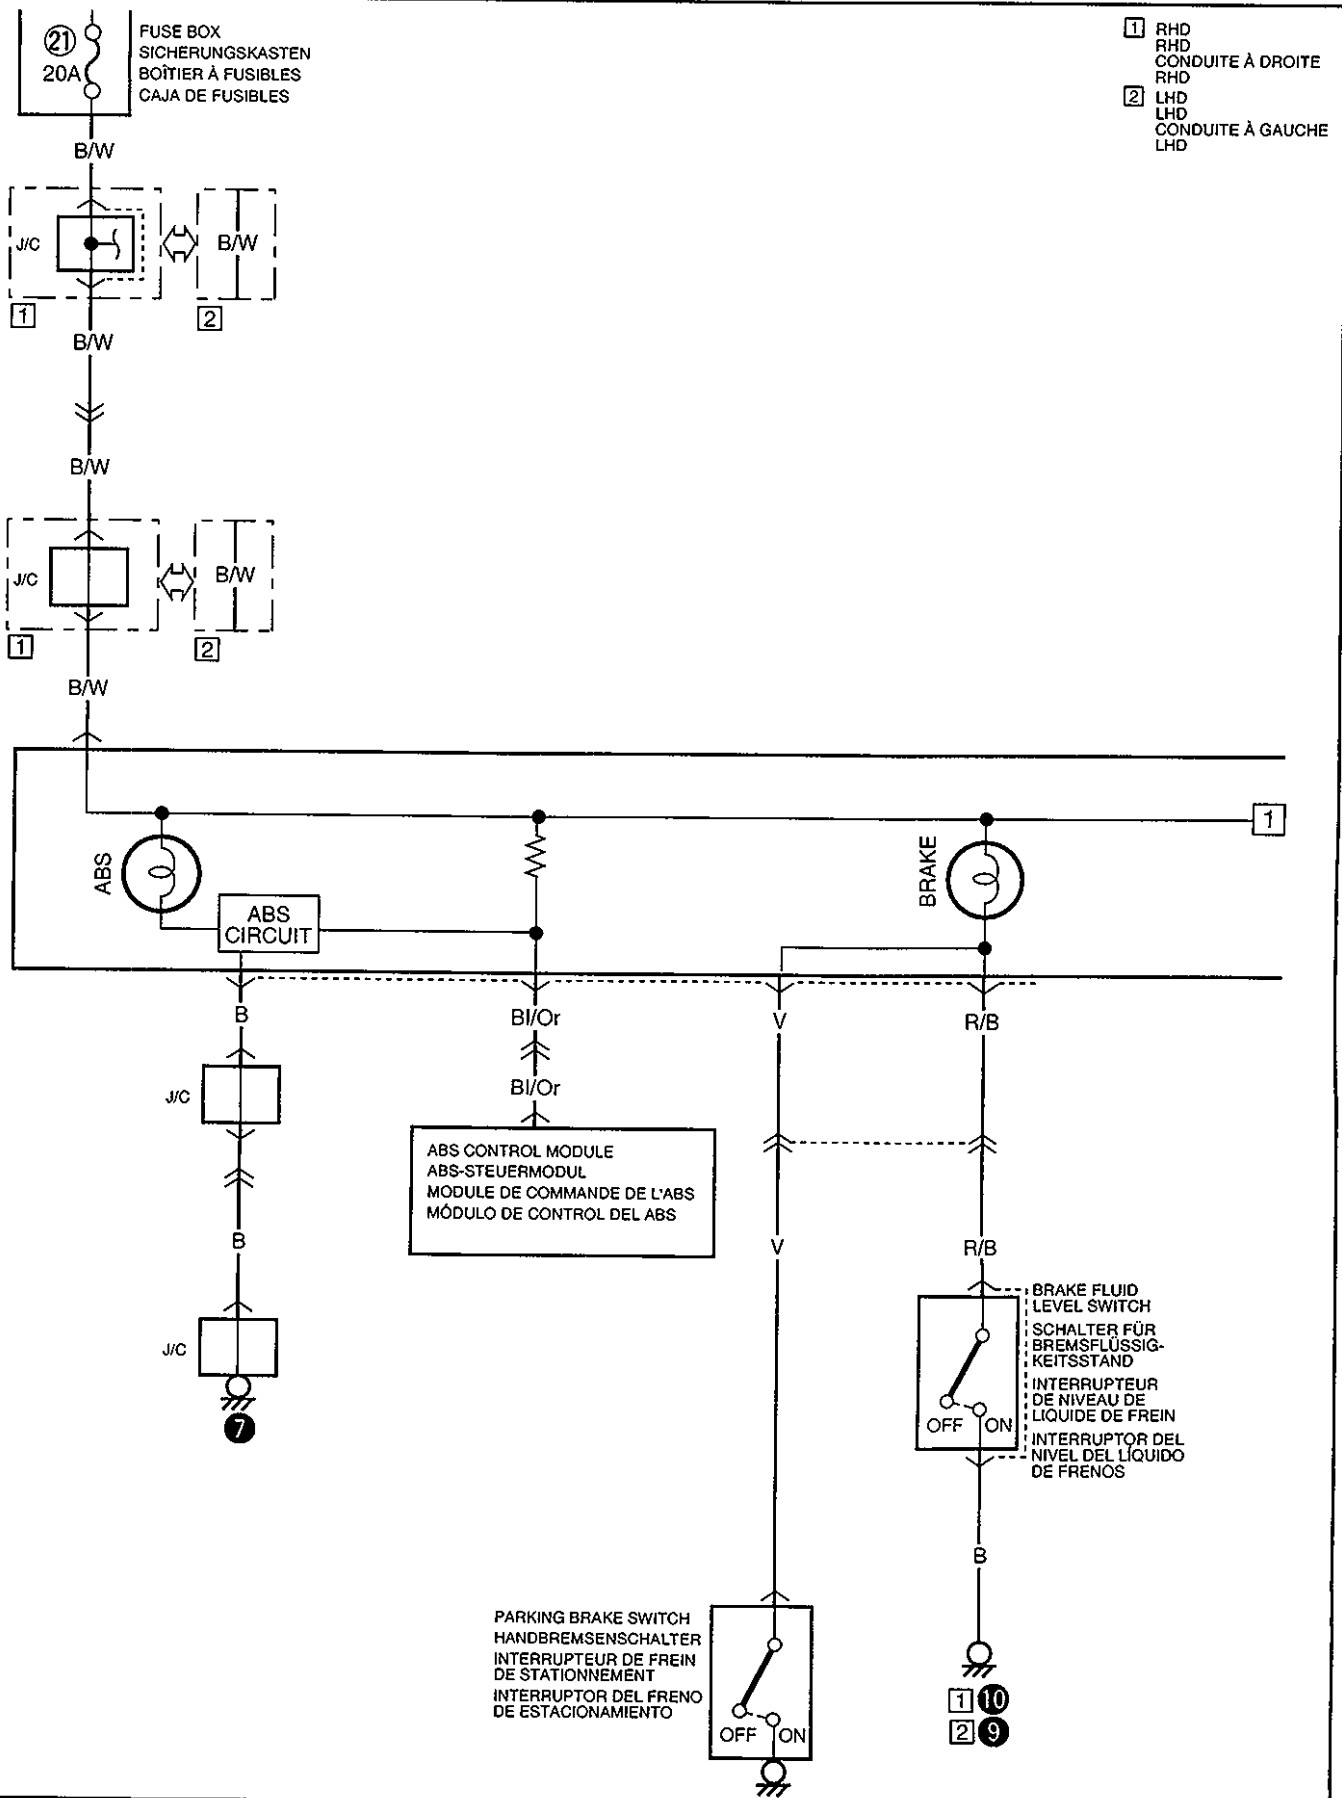 21
20A
FUSE BOX
SICHERUNGSKASTEN
BOÎTIER À FUSIBLES
CAJA DE FUSIBLES
1 RHD
RHD
CONDUITE À DROITE
RHD
2 LHD
LHD
CONDUITE À GAUCHE
LHD
B/W
J/C
B/W
1
2
B/W
B/W
J/C
B/W
1
2
B/W
1
ABS
BRAKE
ABS
CIRCUIT
B
Bl/Or
V
R/B
J/C
Bl/Or
ABS CONTROL MODULE
ABS-STEUERMODUL
MODULE DE COMMANDE DE L'ABS
MÓDULO DE CONTROL DEL ABS
B
V
R/B
J/C
7
BRAKE FLUID
LEVEL SWITCH
SCHALTER FÜR
BREMSFLÜSSIG-
KEITSSTAND
INTERRUPTEUR
DE NIVEAU DE
LIQUIDE DE FREIN
INTERRUPTOR DEL
NIVEL DEL LÍQUIDO
DE FRENOS
OFF ON
B
PARKING BRAKE SWITCH
HANDBREMSENSCHALTER
INTERRUPTEUR DE FREIN
DE STATIONNEMENT
INTERRUPTOR DEL FRENO
DE ESTACIONAMIENTO
OFF ON
1 10
2 9